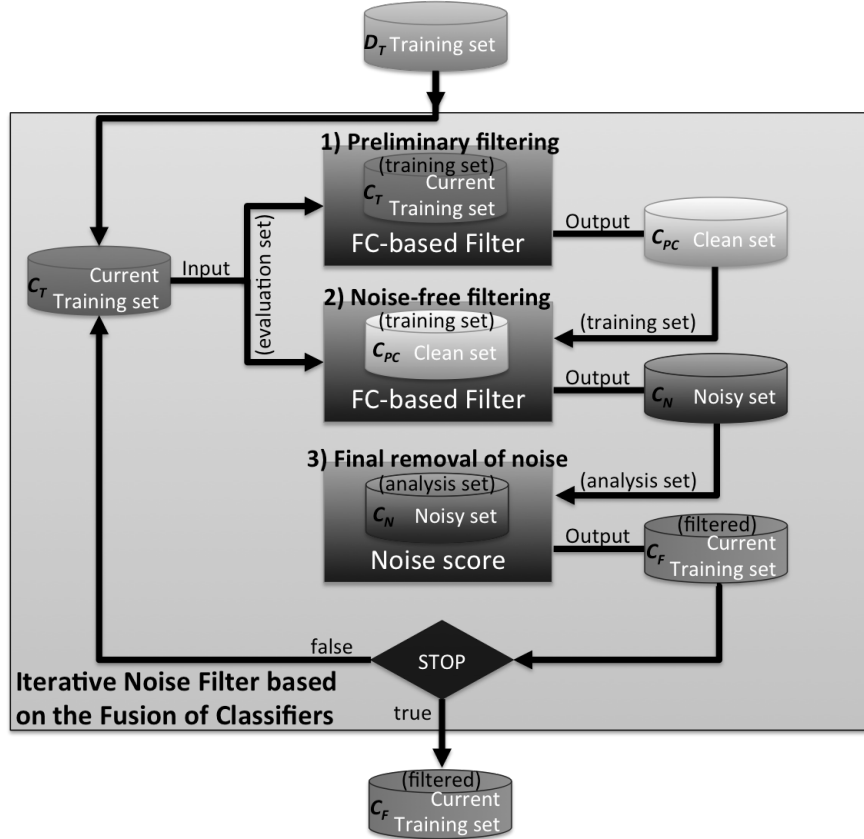 D_T Training set
1) Preliminary filtering
(training set)
C_T Current
Training set
FC-based Filter
Output
C_PC Clean set
C_T Current
Training set
Input
(evaluation set)
2) Noise-free filtering
(training set)
C_PC Clean set
FC-based Filter
(training set)
Output
C_N Noisy set
3) Final removal of noise
(analysis set)
C_N Noisy set
Noise score
(analysis set)
Output
(filtered)
C_F Current
Training set
false
STOP
true
Iterative Noise Filter based
on the Fusion of Classifiers
(filtered)
C_F Current
Training set